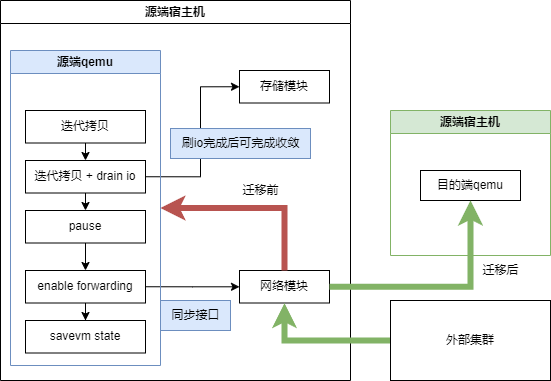 源端宿主机
源端qemu
迭代拷贝
存储模块
刷io完成后可完成收敛
迭代拷贝 + drain io
迁移前
pause
enable forwarding
网络模块
同步接口
savevm state
源端宿主机
目的端qemu
迁移后
外部集群